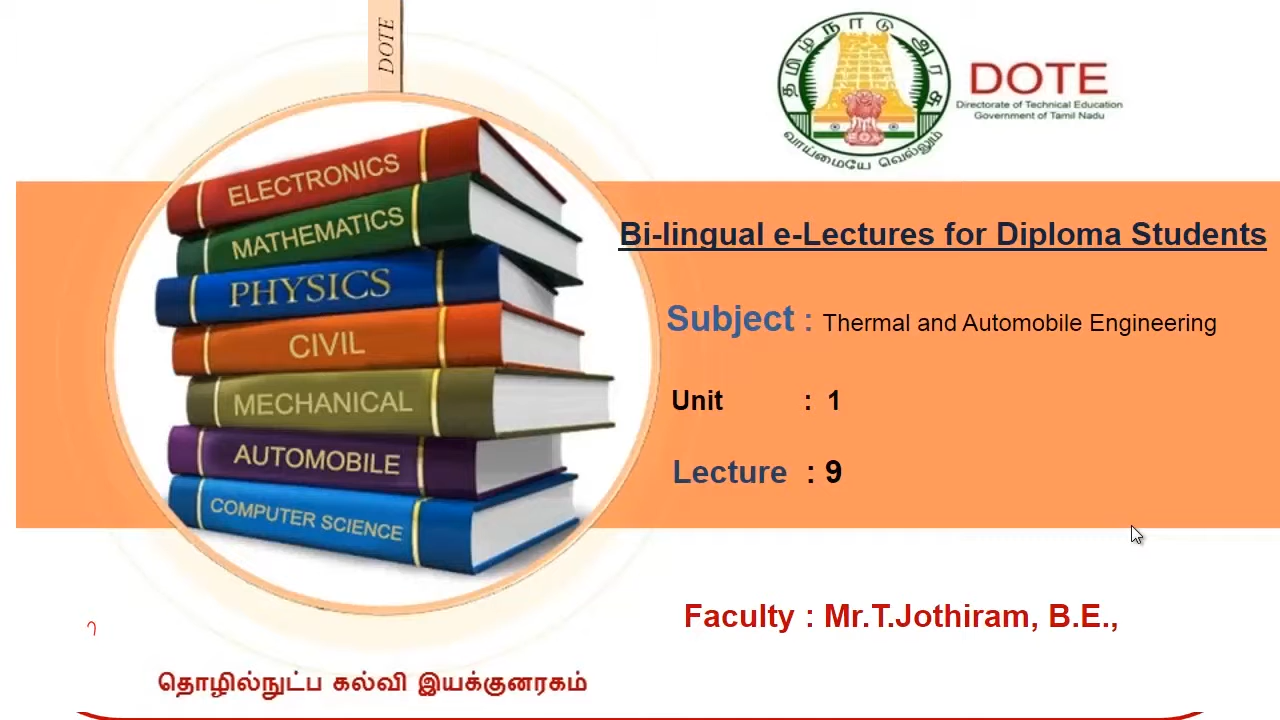 DOTE
தமிழ்நாடு அரசு
வாய்மையே வெல்லும்
DOTE
Directorate of Technical Education
Government of Tamil Nadu
ELECTRONICS
MATHEMATICS
PHYSICS
CIVIL
MECHANICAL
AUTOMOBILE
COMPUTER SCIENCE
Bi-lingual e-Lectures for Diploma Students
Subject : Thermal and Automobile Engineering
Unit : 1
Lecture : 9
Faculty : Mr.T.Jothiram, B.E.,
தொழில்நுட்ப கல்வி இயக்குனரகம்